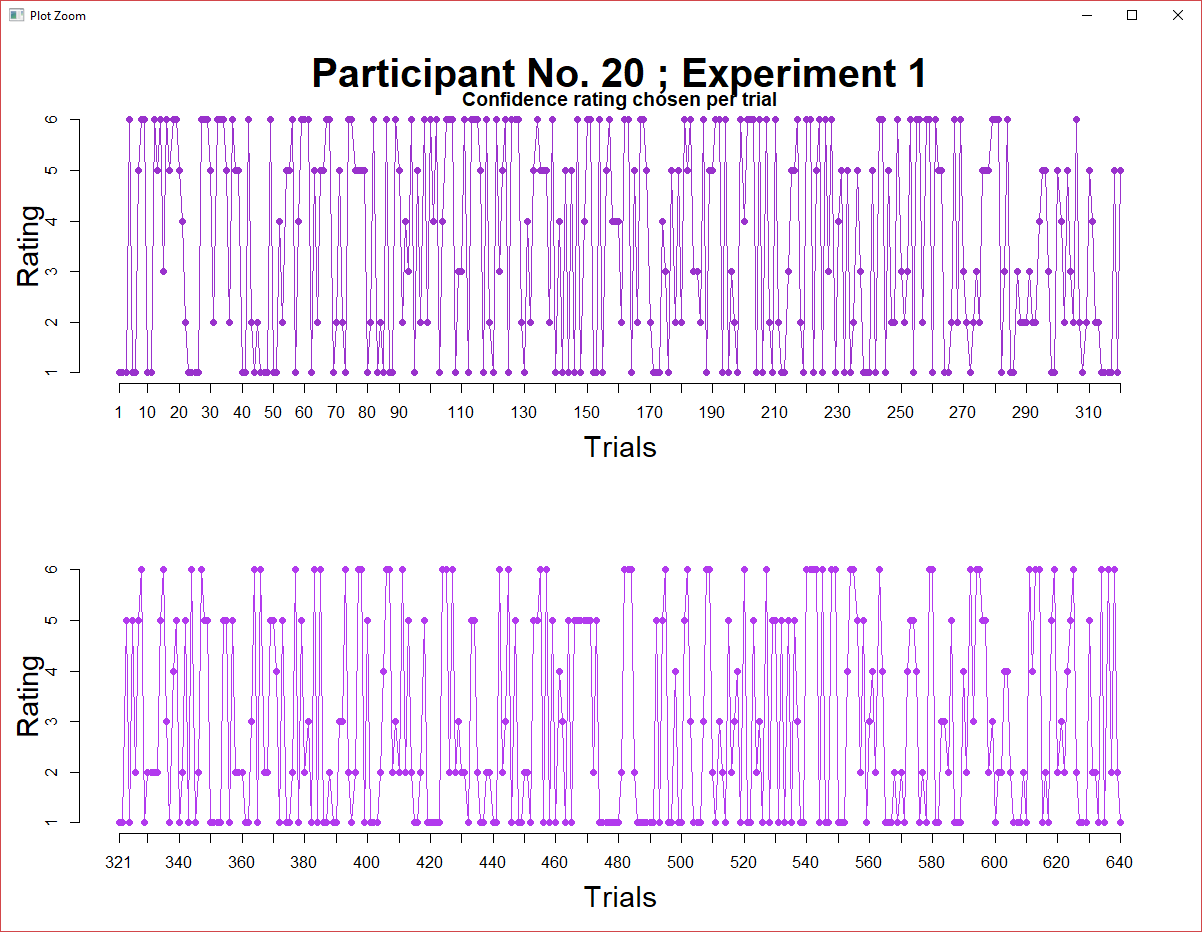 Plot Zoom
Participant No. 20 ; Experiment 1
Confidence rating chosen per trial
6
5
4
3
2
1
Rating
1 10 20 30 40 50 60 70 80 90 110 130 150 170 190 210 230 250 270 290 310
Trials
6
5
4
3
2
1
Rating
321 340 360 380 400 420 440 460 480 500 520 540 560 580 600 620 640
Trials